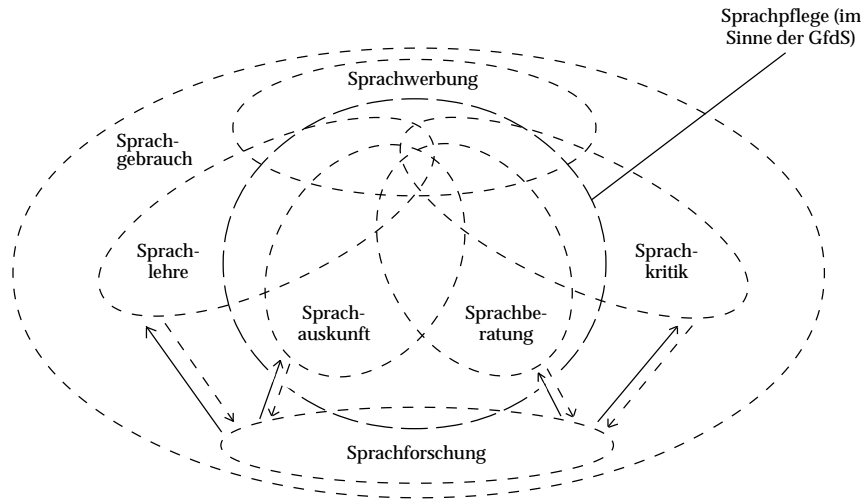 Sprachpflege (im
Sinne der GfdS)
Sprachwerbung
Sprach-
gebrauch
Sprach-
lehre
Sprach-
kritik
Sprach-
auskunft
Sprachbe-
ratung
Sprachforschung